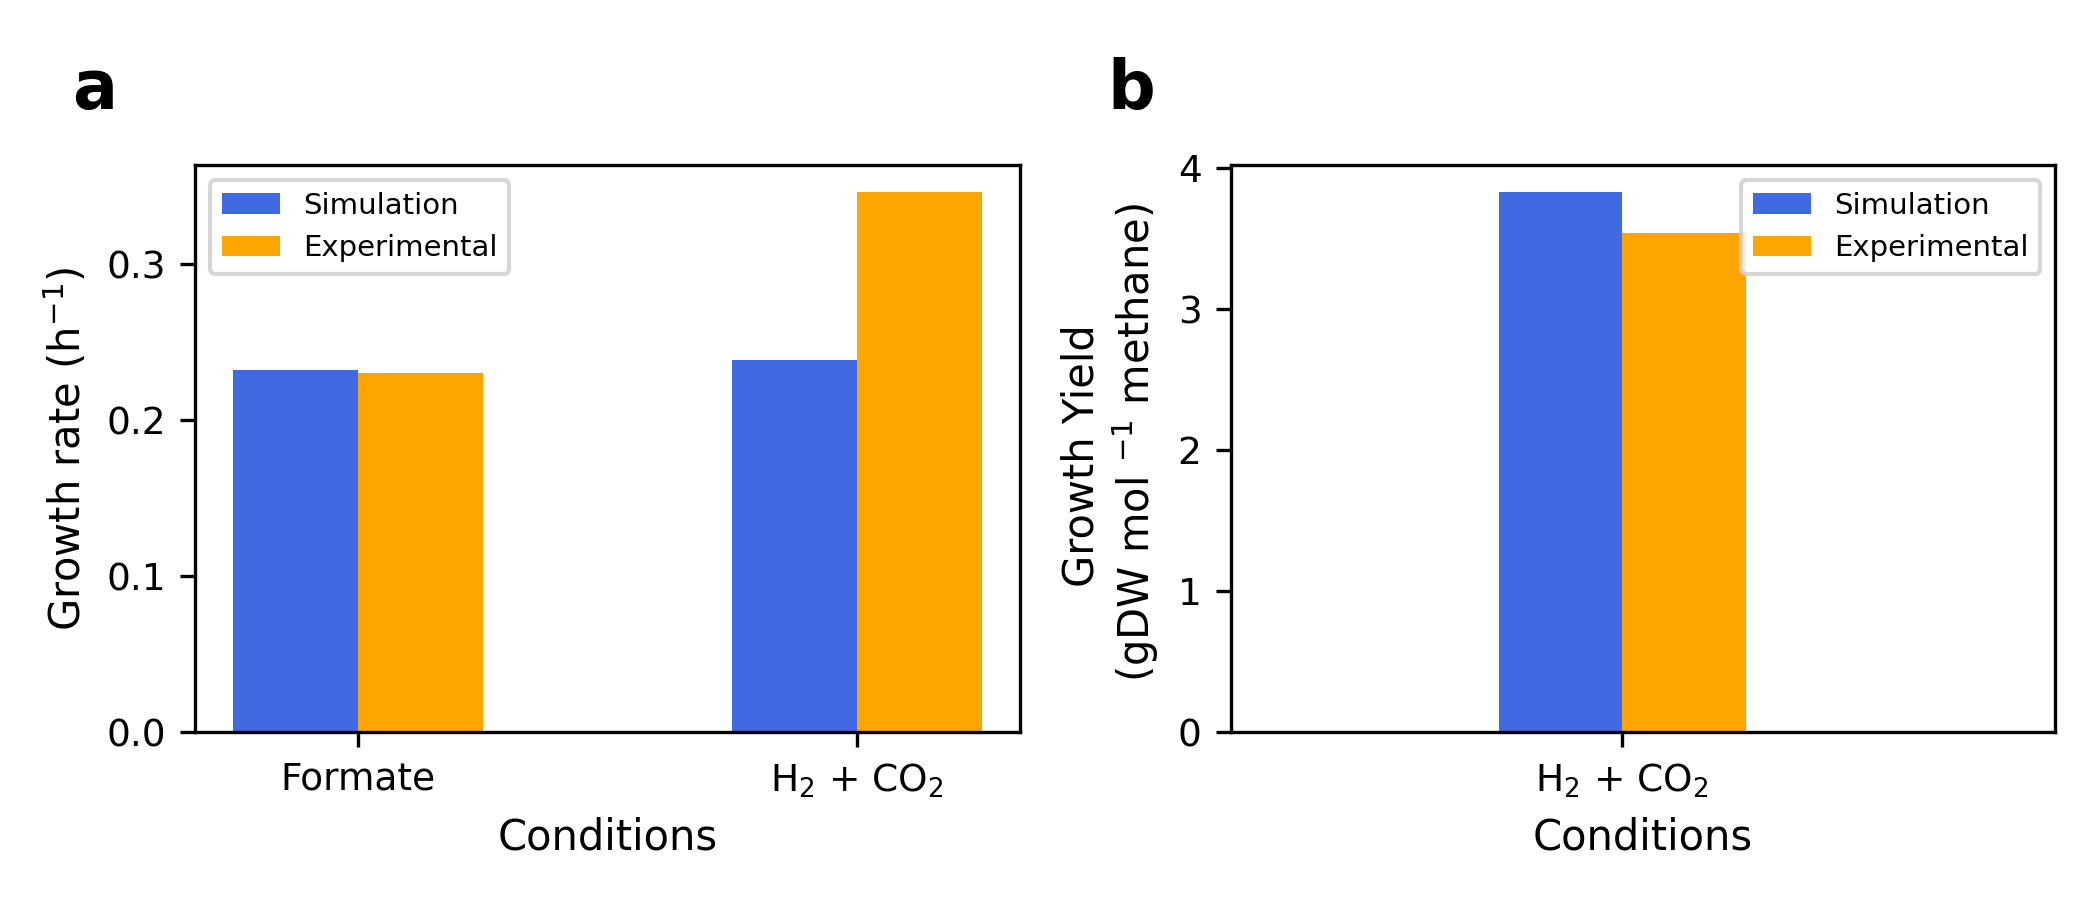 a
Simulation
Experimental
Growth rate (h⁻¹)
0.3
0.2
0.1
0.0
Formate
H₂ + CO₂
Conditions
b
Simulation
Experimental
Growth Yield
(gDW mol ⁻¹ methane)
4
3
2
1
0
H₂ + CO₂
Conditions